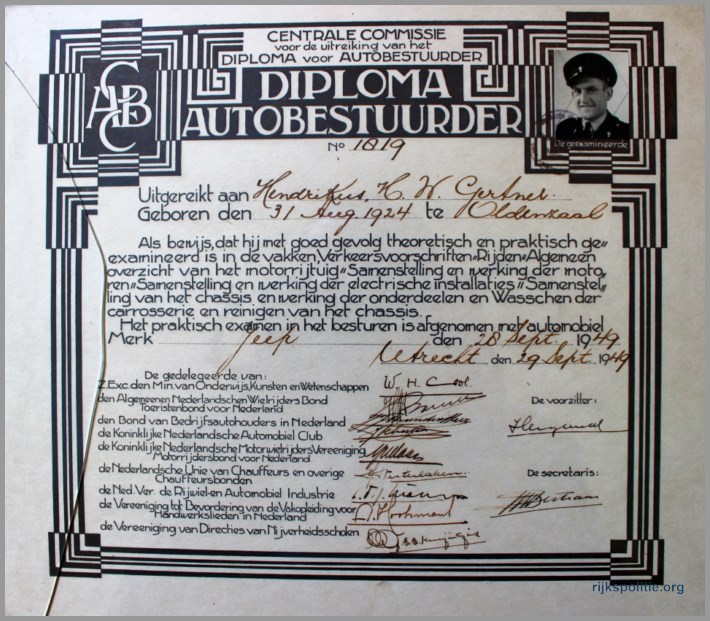 CENTRALE COMMISSIE
voor de uitreiking van het
DIPLOMA voor AUTOBESTUURDER
DIPLOMA
AUTOBESTUURDER
No 1819
CABC
De geëxamineerde
Uitgereikt aan Hendrikus. H. W. Gertner
Geboren den 31 Aug 1924 te Oldenzaal
Als bewijs, dat hij met goed gevolg theoretisch en praktisch ge=
examineerd is in de vakken „Verkeersvoorschriften” „Rijden” „Algemeen
overzicht van het motorrijtuig” „Samenstelling en werking der moto,
ren” „Samenstelling en werking der electrische installaties” „Samenstel,
ling van het chassis en werking der onderdeelen en Wasschen der
carrosserie en reinigen van het chassis.
Het praktisch examen in het besturen is afgenomen met automobiel
Merk Jeep den 28 Sept. 1949
Utrecht den 29 Sept. 1949
De gedelegeerde van:
Z.Exc. den Min. van Onderwijs, Kunsten en Wetenschappen W. H. Cool
den Algemeenen Nederlandschen Wielrijders Bond
Toeristenbond voor Nederland
den Bond van Bedrijfsautohouders in Nederland
de Koninklijke Nederlandsche Automobiel Club
de Koninklijke Nederlandsche Motorwielrijders Vereeniging
Motorrijdersbond voor Nederland
de Nederlandsche Unie van Chauffeurs en overige
Chauffeursbonden
de Ned. Ver. de Rijwiel- en Automobiel Industrie
de Vereeniging tot Bevordering van de Vakopleiding voor
Handwerkslieden in Nederland
de Vereeniging van Directies van Nijverheidsscholen
De voorzitter:
De secretaris:
rijkspolitie.org